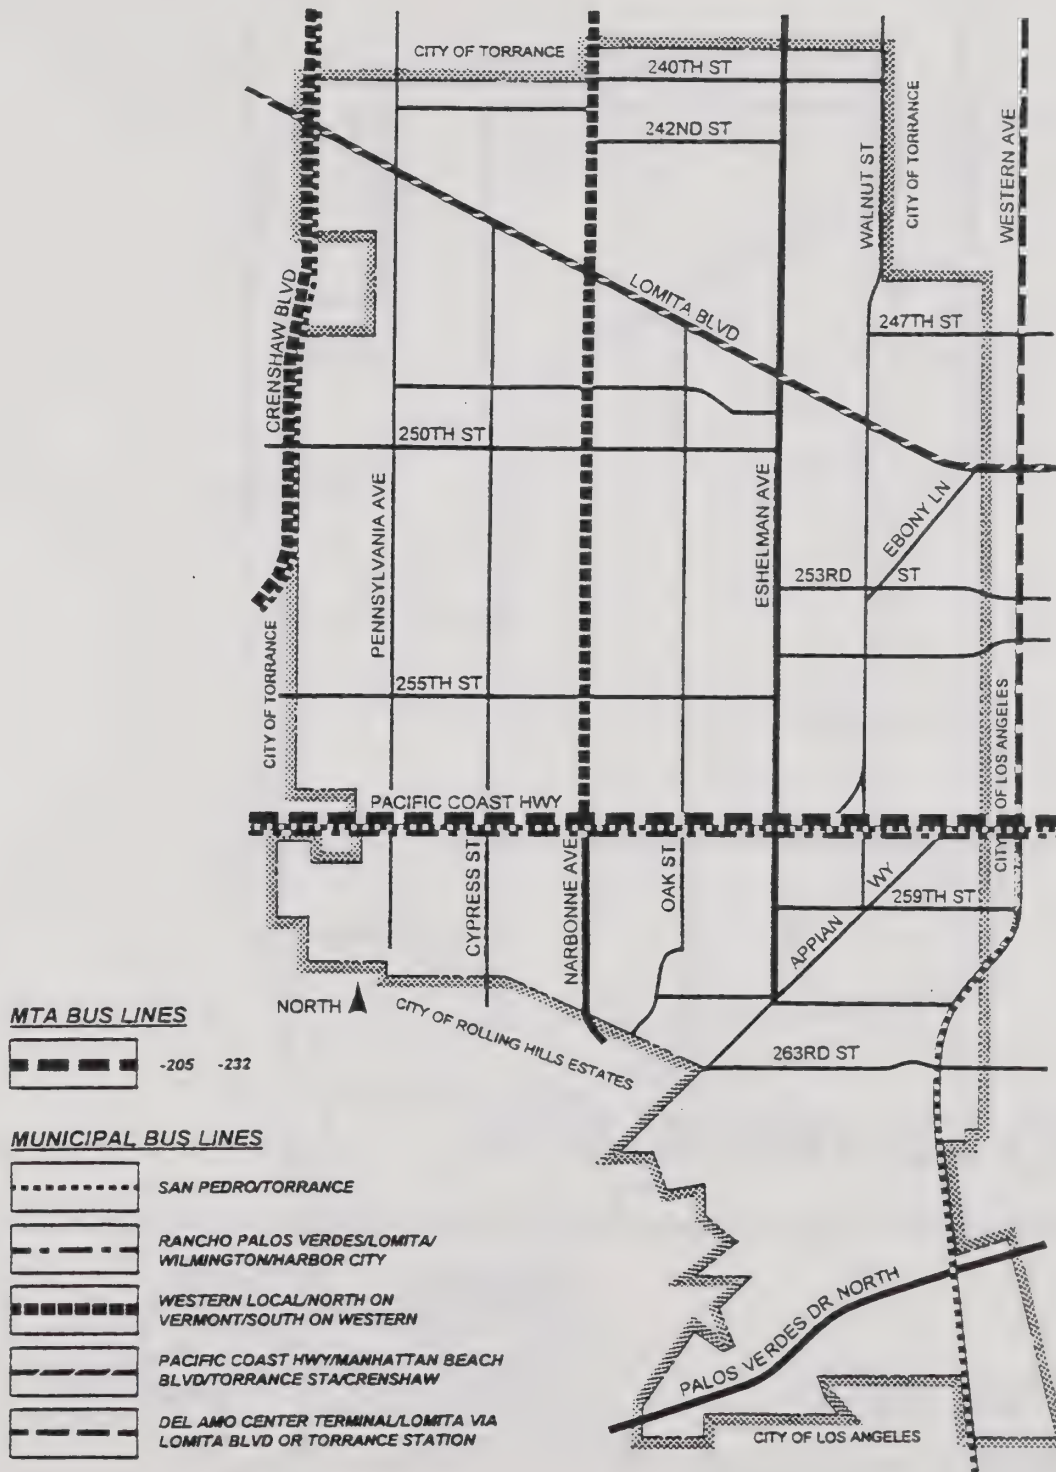 CITY OF TORRANCE
240TH ST
242ND ST
WALNUT ST
CITY OF TORRANCE
WESTERN AVE
CRENSHAW BLVD
LOMITA BLVD
247TH ST
250TH ST
PENNSYLVANIA AVE
ESHELMAN AVE
EBONY LN
253RD ST
CITY OF TORRANCE
255TH ST
CITY OF LOS ANGELES
PACIFIC COAST HWY
CYPRESS ST
NARBONNE AVE
OAK ST
APPIAN WY
259TH ST
NORTH
CITY OF ROLLING HILLS ESTATES
263RD ST
PALOS VERDES DR NORTH
CITY OF LOS ANGELES
MTA BUS LINES
-205 -232
MUNICIPAL BUS LINES
SAN PEDRO/TORRANCE
RANCHO PALOS VERDES/LOMITA/
WILMINGTON/HARBOR CITY
WESTERN LOCAL/NORTH ON
VERMONT/SOUTH ON WESTERN
PACIFIC COAST HWY/MANHATTAN BEACH
BLVD/TORRANCE STA/CRENSHAW
DEL AMO CENTER TERMINAL/LOMITA VIA
LOMITA BLVD OR TORRANCE STATION